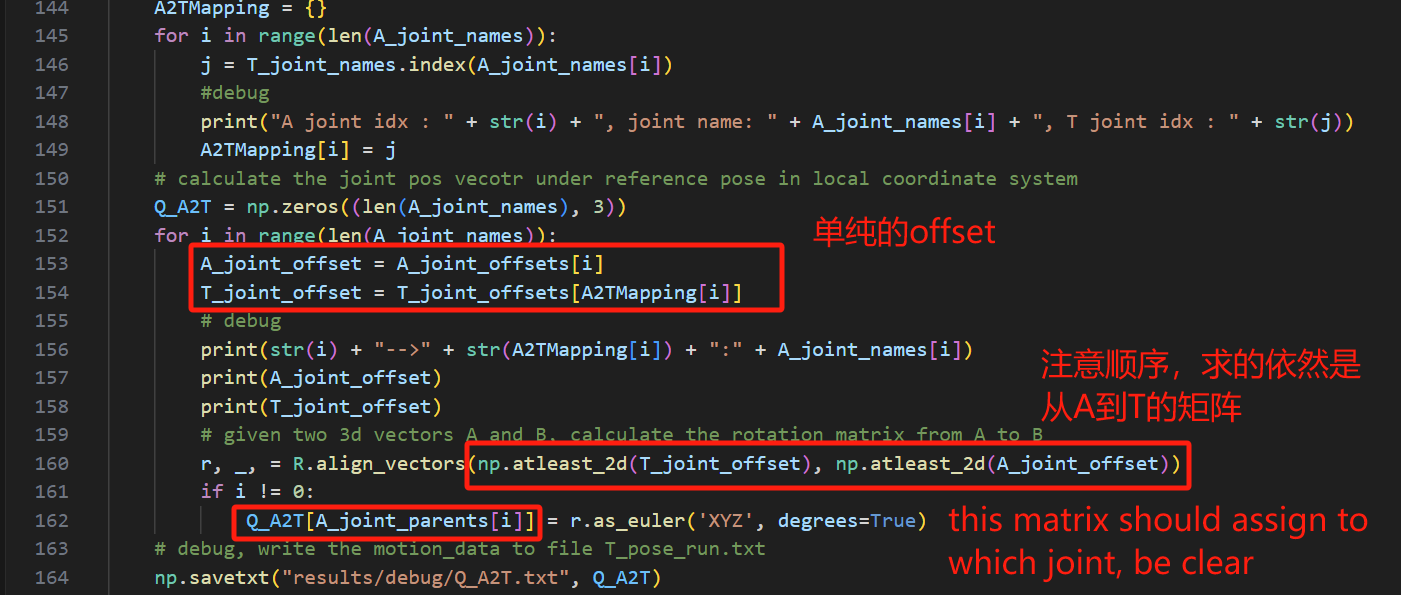 144 A2TMapping = {}
145 for i in range(len(A_joint_names)):
146 j = T_joint_names.index(A_joint_names[i])
147 #debug
148 print("A joint idx : " + str(i) + ", joint name: " + A_joint_names[i] + ", T joint idx : " + str(j))
149 A2TMapping[i] = j
150 # calculate the joint pos vecotr under reference pose in local coordinate system
151 Q_A2T = np.zeros((len(A_joint_names), 3))
152 for i in range(len(A_joint_names)):
单纯的offset
153 A_joint_offset = A_joint_offsets[i]
154 T_joint_offset = T_joint_offsets[A2TMapping[i]]
155 # debug
156 print(str(i) + "-->" + str(A2TMapping[i]) + ":" + A_joint_names[i])
157 print(A_joint_offset)
158 print(T_joint_offset)
注意顺序，求的依然是
从A到T的矩阵
159 # given two 3d vectors A and B, calculate the rotation matrix from A to B
160 r, _, = R.align_vectors(np.atleast_2d(T_joint_offset), np.atleast_2d(A_joint_offset))
161 if i != 0:
162 Q_A2T[A_joint_parents[i]] = r.as_euler('XYZ', degrees=True)
this matrix should assign to
which joint, be clear
163 # debug, write the motion_data to file T_pose_run.txt
164 np.savetxt("results/debug/Q_A2T.txt", Q_A2T)